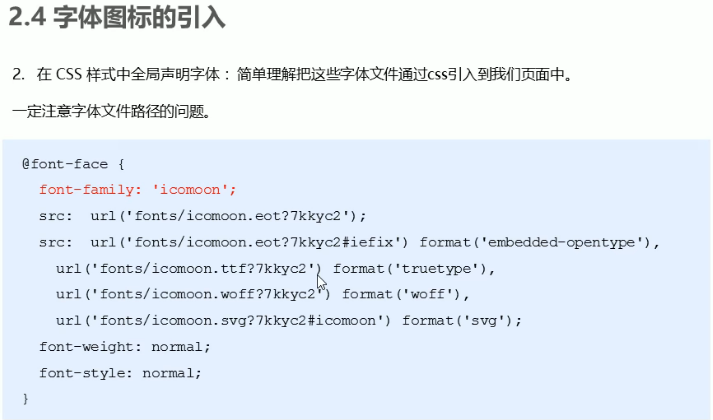 2.4 字体图标的引入
2. 在 CSS 样式中全局声明字体： 简单理解把这些字体文件通过css引入到我们页面中。
一定注意字体文件路径的问题。
@font-face {
font-family: 'icomoon';
src: url('fonts/icomoon.eot?7kkyc2');
src: url('fonts/icomoon.eot?7kkyc2#iefix') format('embedded-opentype'),
url('fonts/icomoon.ttf?7kkyc2') format('truetype'),
url('fonts/icomoon.woff?7kkyc2') format('woff'),
url('fonts/icomoon.svg?7kkyc2#icomoon') format('svg');
font-weight: normal;
font-style: normal;
}